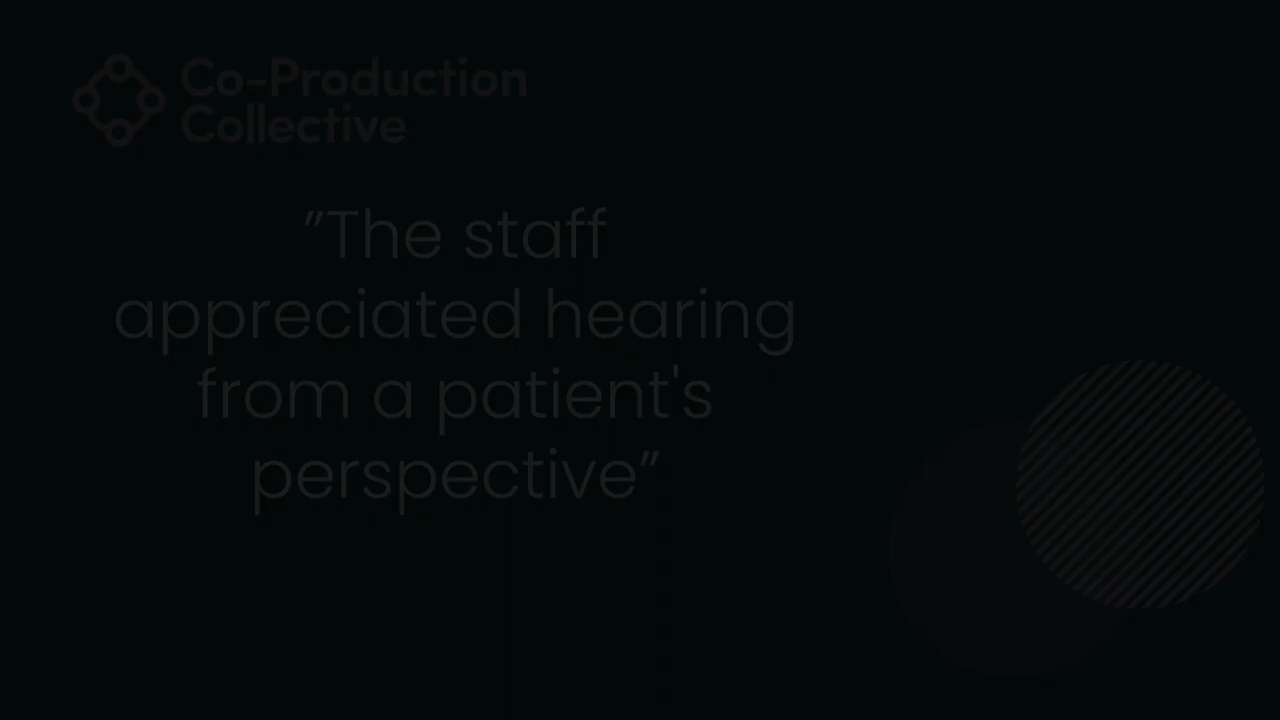 Co-Production
Collective
"The staff
appreciated hearing
from a patient's
perspective”